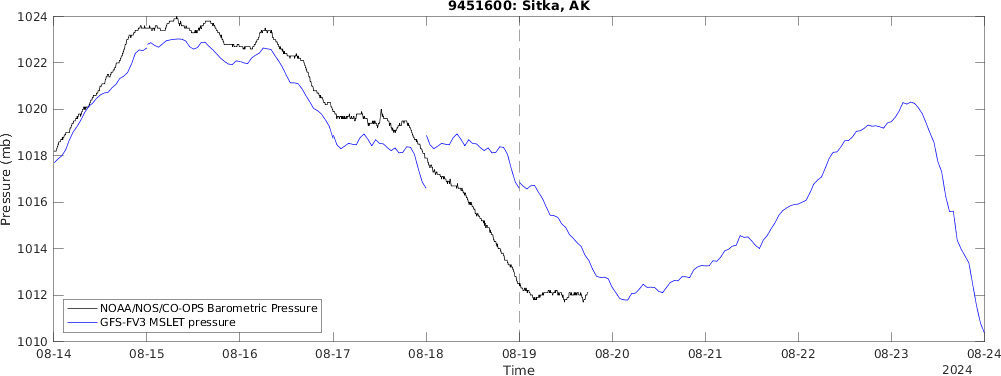 9451600: Sitka, AK
Pressure (mb)
1024
1022
1020
1018
1016
1014
1012
1010
NOAA/NOS/CO-OPS Barometric Pressure
GFS-FV3 MSLET pressure
08-14 08-15 08-16 08-17 08-18 08-19 08-20 08-21 08-22 08-23 08-24
Time
2024